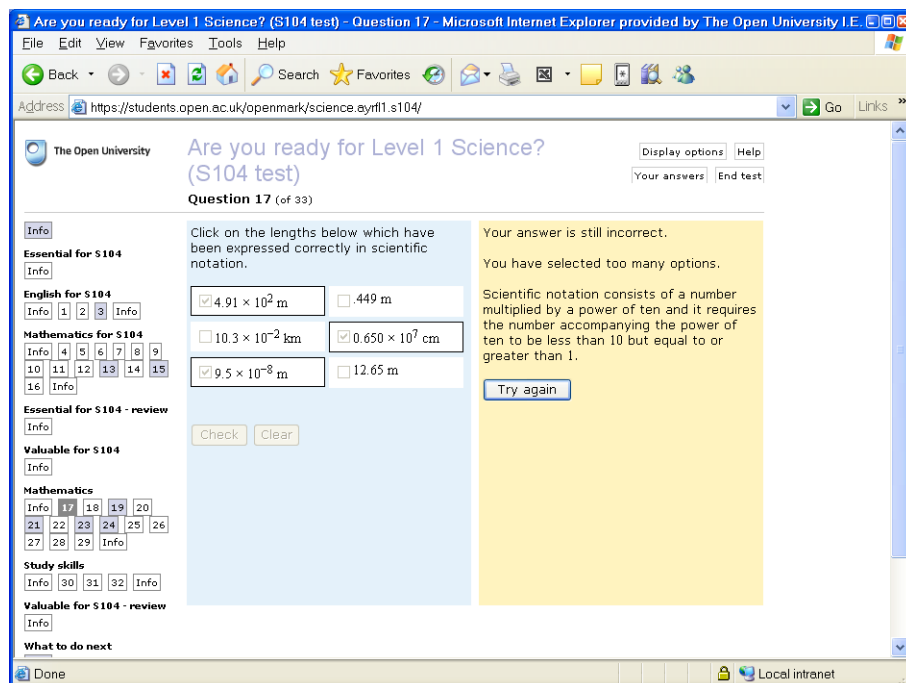 Are you ready for Level 1 Science? (S104 test) - Question 17 - Microsoft Internet Explorer provided by The Open University I.E.
File Edit View Favorites Tools Help
Back Search Favorites
Address https://students.open.ac.uk/openmark/science.ayrfl1.s104/ Go Links »
The Open University
Are you ready for Level 1 Science?
(S104 test)
Question 17 (of 33)
Display options Help
Your answers End test
Info
Essential for S104
Info
English for S104
Info 1 2 3 Info
Mathematics for S104
Info 4 5 6 7 8 9
10 11 12 13 14 15
16 Info
Essential for S104 - review
Info
Valuable for S104
Info
Mathematics
Info 17 18 19 20
21 22 23 24 25 26
27 28 29 Info
Study skills
Info 30 31 32 Info
Valuable for S104 - review
Info
What to do next
Click on the lengths below which have
been expressed correctly in scientific
notation.
4.91 × 10² m .449 m
10.3 × 10⁻² km 0.650 × 10⁷ cm
9.5 × 10⁻⁸ m 12.65 m
Check Clear
Your answer is still incorrect.
You have selected too many options.
Scientific notation consists of a number
multiplied by a power of ten and it requires
the number accompanying the power of
ten to be less than 10 but equal to or
greater than 1.
Try again
Done Local intranet